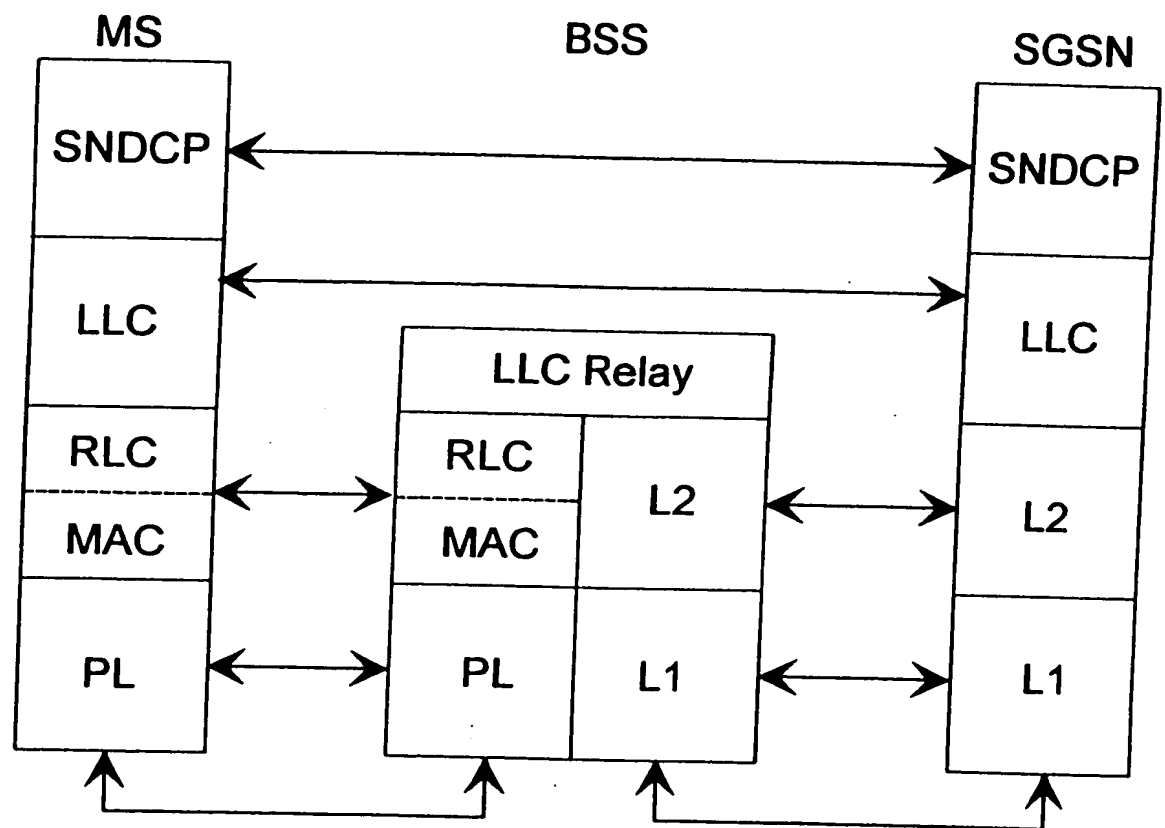 MS
BSS
SGSN
SNDCP
SNDCP
LLC
LLC
LLC Relay
RLC
RLC
L2
L2
MAC
MAC
PL
PL
L1
L1